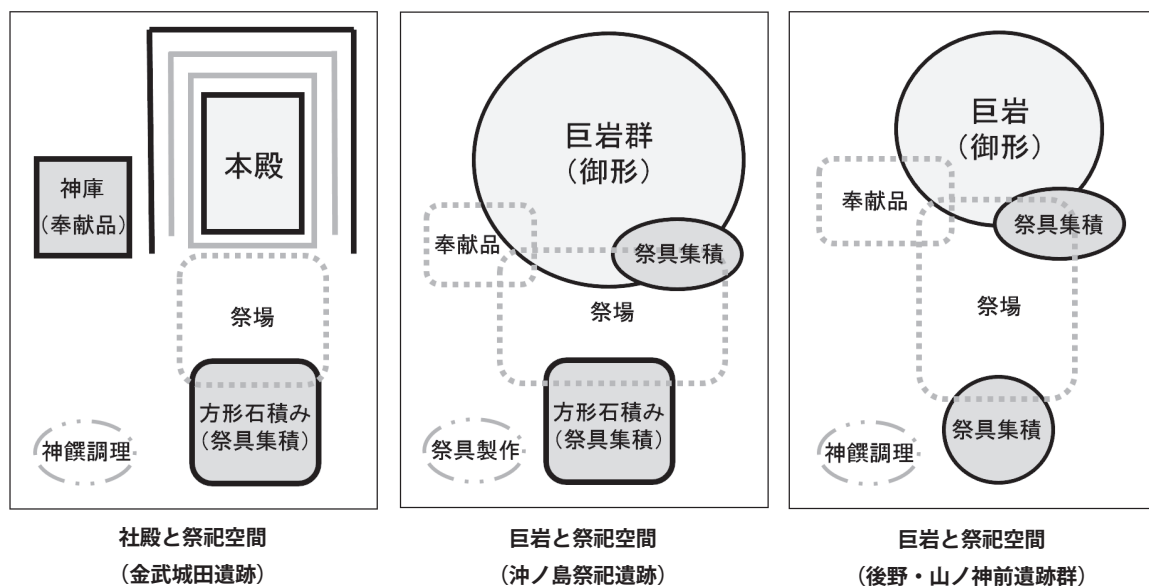 本殿
神庫
(奉献品)
祭場
方形石積み
(祭具集積)
神饌調理
社殿と祭祀空間
(金武城田遺跡)
巨岩群
(御形)
奉献品
祭具集積
祭場
方形石積み
(祭具集積)
祭具製作
巨岩と祭祀空間
(沖ノ島祭祀遺跡)
巨岩
(御形)
奉献品
祭具集積
祭場
祭具集積
神饌調理
巨岩と祭祀空間
(後野・山ノ神前遺跡群)